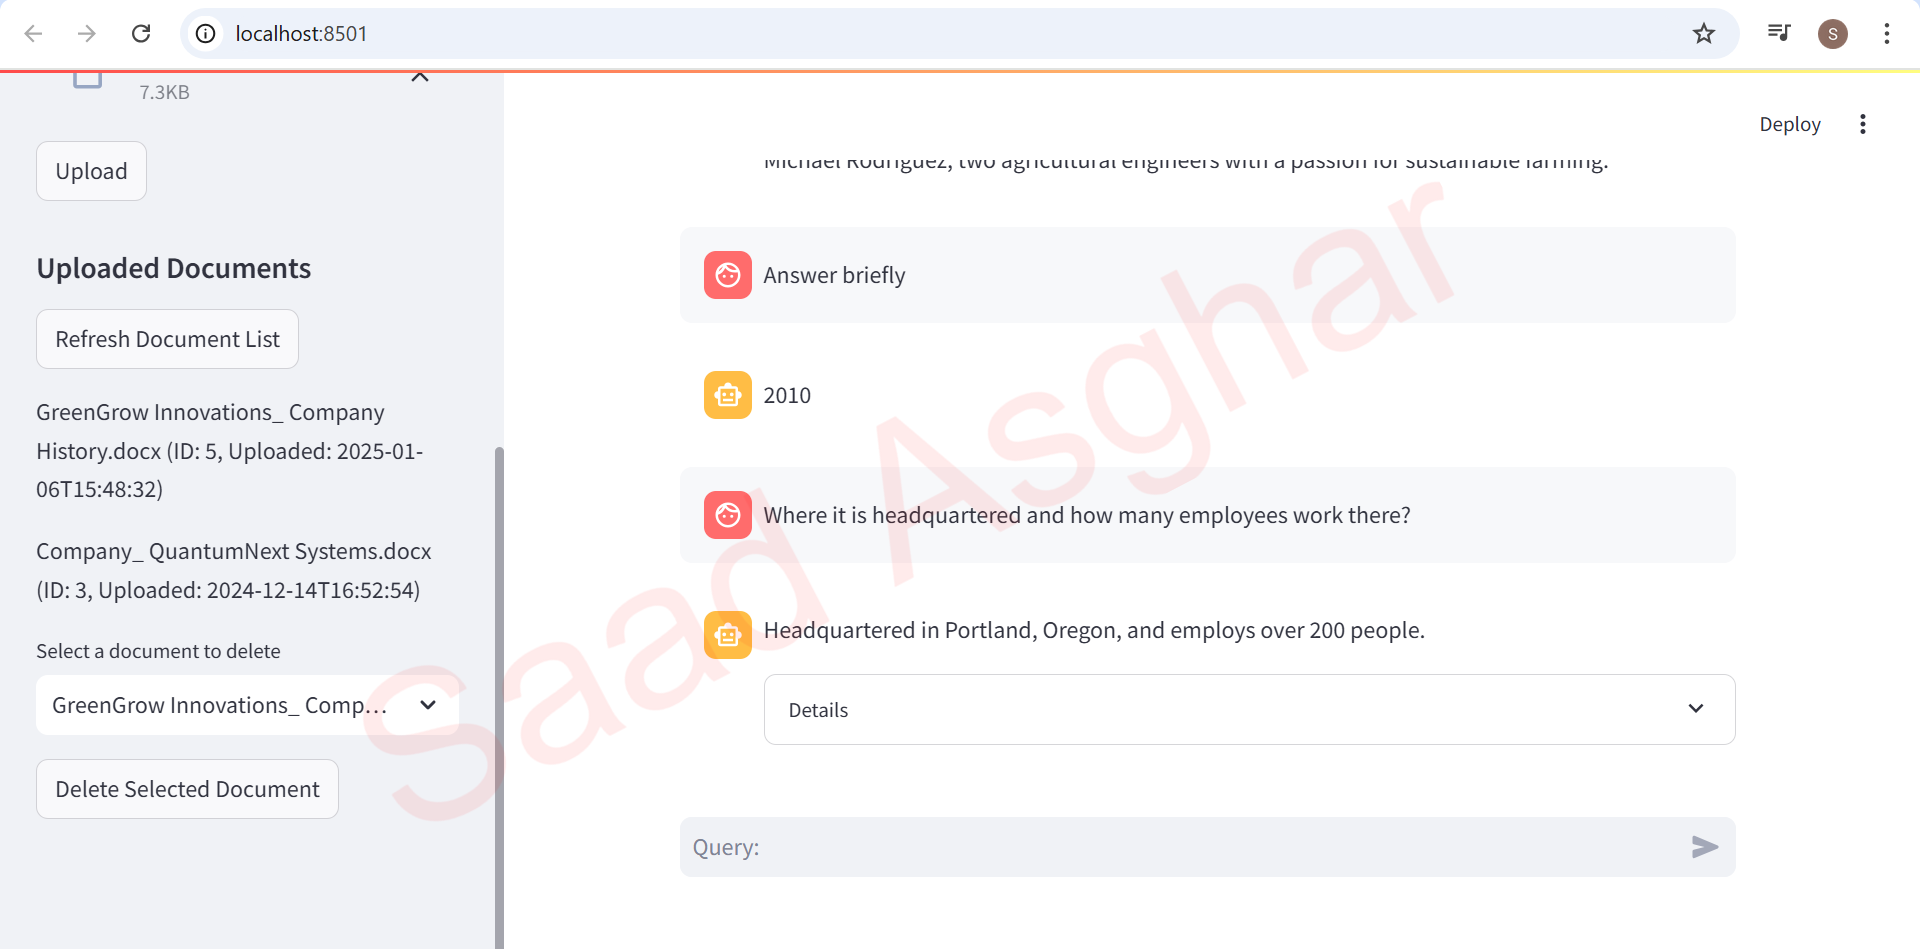 localhost:8501
S
7.3KB
Upload
Uploaded Documents
Refresh Document List
GreenGrow Innovations_ Company
History.docx (ID: 5, Uploaded: 2025-01-
06T15:48:32)
Company_ QuantumNext Systems.docx
(ID: 3, Uploaded: 2024-12-14T16:52:54)
Select a document to delete
GreenGrow Innovations_ Comp...
Delete Selected Document
Deploy
Michael Rodriguez, two agricultural engineers with a passion for sustainable farming.
Answer briefly
2010
Where it is headquartered and how many employees work there?
Headquartered in Portland, Oregon, and employs over 200 people.
Details
Query:
Saad Asghar